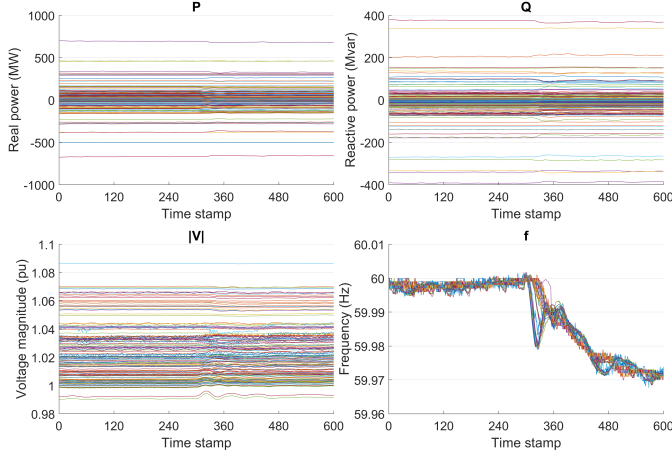 P
Real power (MW)
1000
500
0
-500
-1000
0 120 240 360 480 600
Time stamp
Q
Reactive power (Mvar)
400
200
0
-200
-400
0 120 240 360 480 600
Time stamp
|V|
Voltage magnitude (pu)
1.1
1.08
1.06
1.04
1.02
1
0.98
0 120 240 360 480 600
Time stamp
f
Frequency (Hz)
60.01
60
59.99
59.98
59.97
59.96
0 120 240 360 480 600
Time stamp